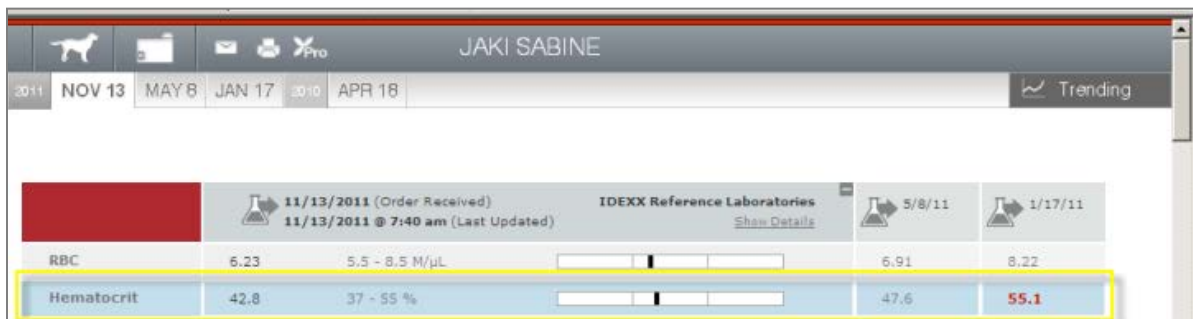 XPro JAKI SABINE
2011 NOV 13 MAY 8 JAN 17 2010 APR 18 Trending
11/13/2011 (Order Received) IDEXX Reference Laboratories 5/8/11 1/17/11
11/13/2011 @ 7:40 am (Last Updated) Show Details
RBC 6.23 5.5 - 8.5 M/µL 6.91 8.22
Hematocrit 42.8 37 - 55 % 47.6 55.1